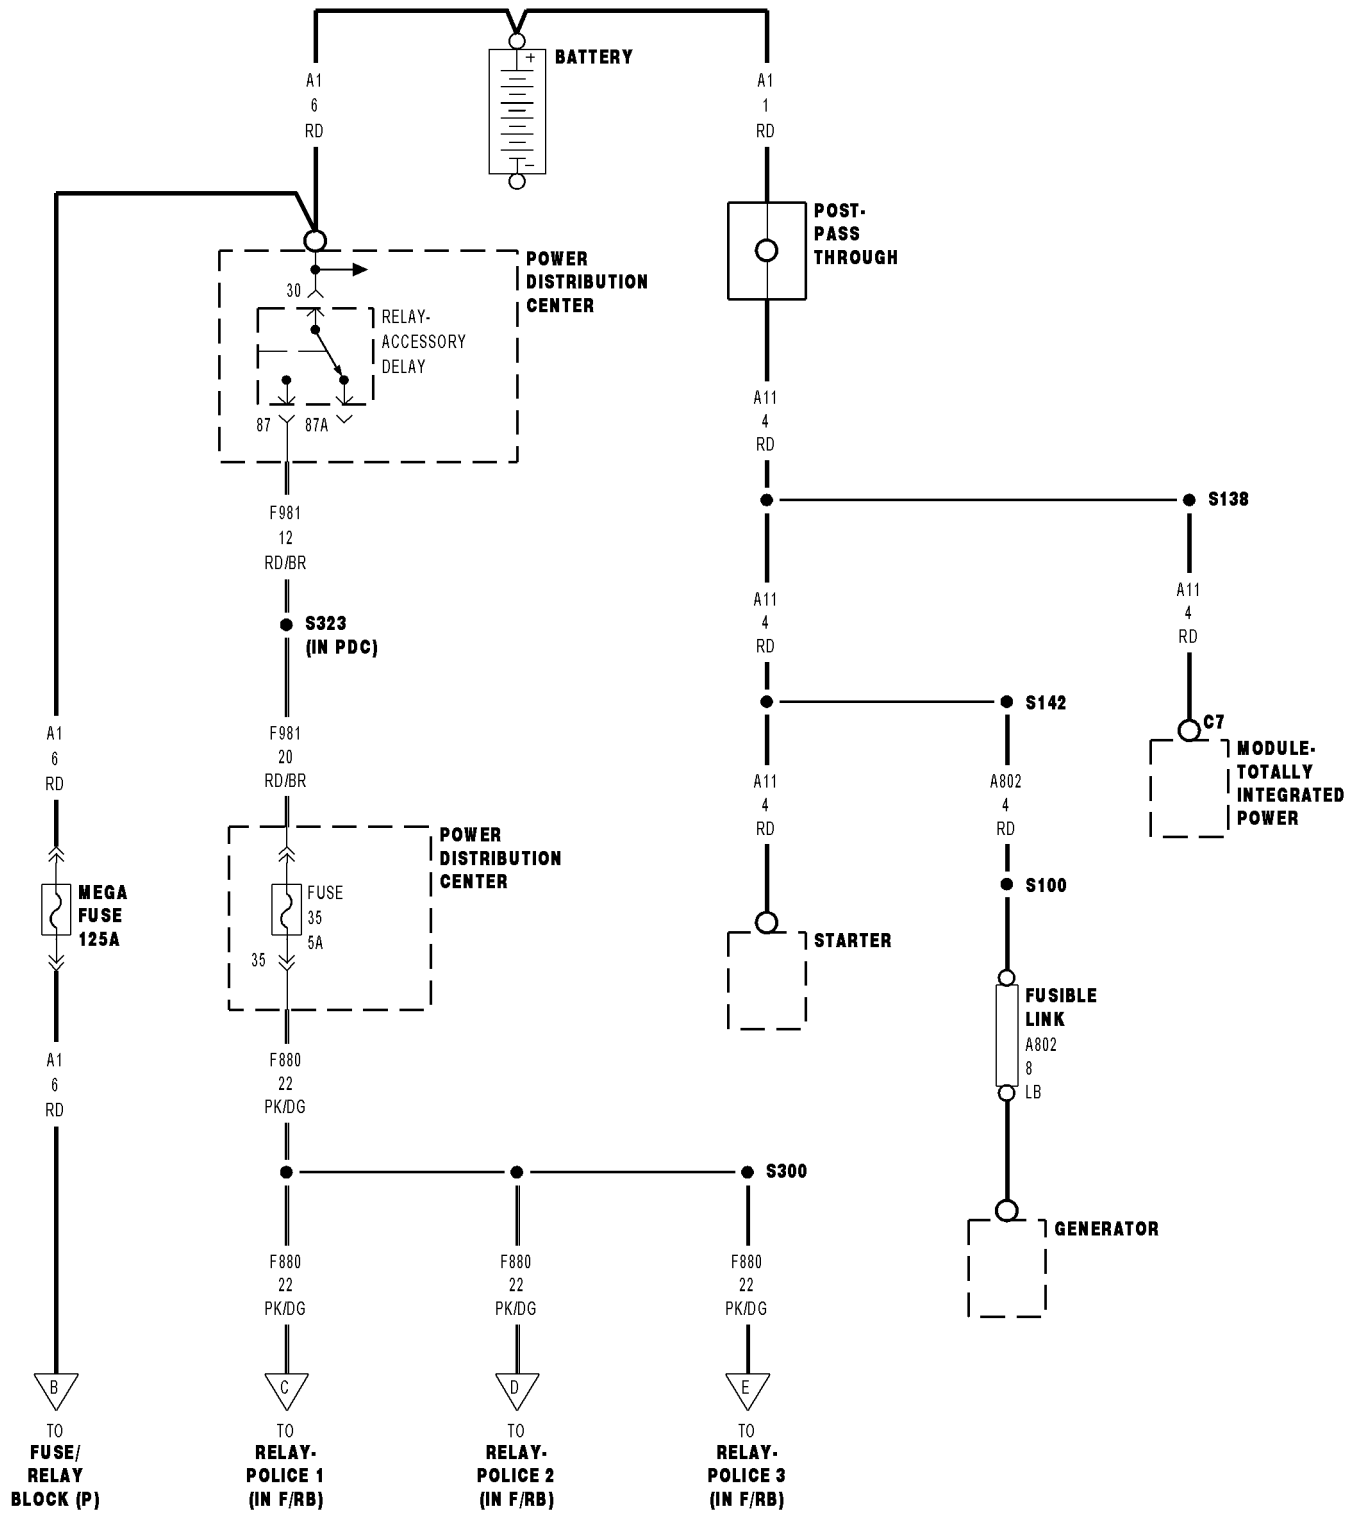 BATTERY
+
-
A1
6
RD
A1
1
RD
POST-
PASS
THROUGH
POWER
DISTRIBUTION
CENTER
30
RELAY-
ACCESSORY
DELAY
87
87A
A11
4
RD
S138
F981
12
RD/BR
S323
(IN PDC)
A11
4
RD
A11
4
RD
S142
C7
MODULE-
TOTALLY
INTEGRATED
POWER
A1
6
RD
F981
20
RD/BR
A11
4
RD
A802
4
RD
POWER
DISTRIBUTION
CENTER
MEGA
FUSE
125A
FUSE
35
5A
35
S100
STARTER
FUSIBLE
LINK
A802
8
LB
A1
6
RD
F880
22
PK/DG
S300
GENERATOR
F880
22
PK/DG
F880
22
PK/DG
F880
22
PK/DG
B
C
D
E
TO
FUSE/
RELAY
BLOCK (P)
TO
RELAY-
POLICE 1
(IN F/RB)
TO
RELAY-
POLICE 2
(IN F/RB)
TO
RELAY-
POLICE 3
(IN F/RB)